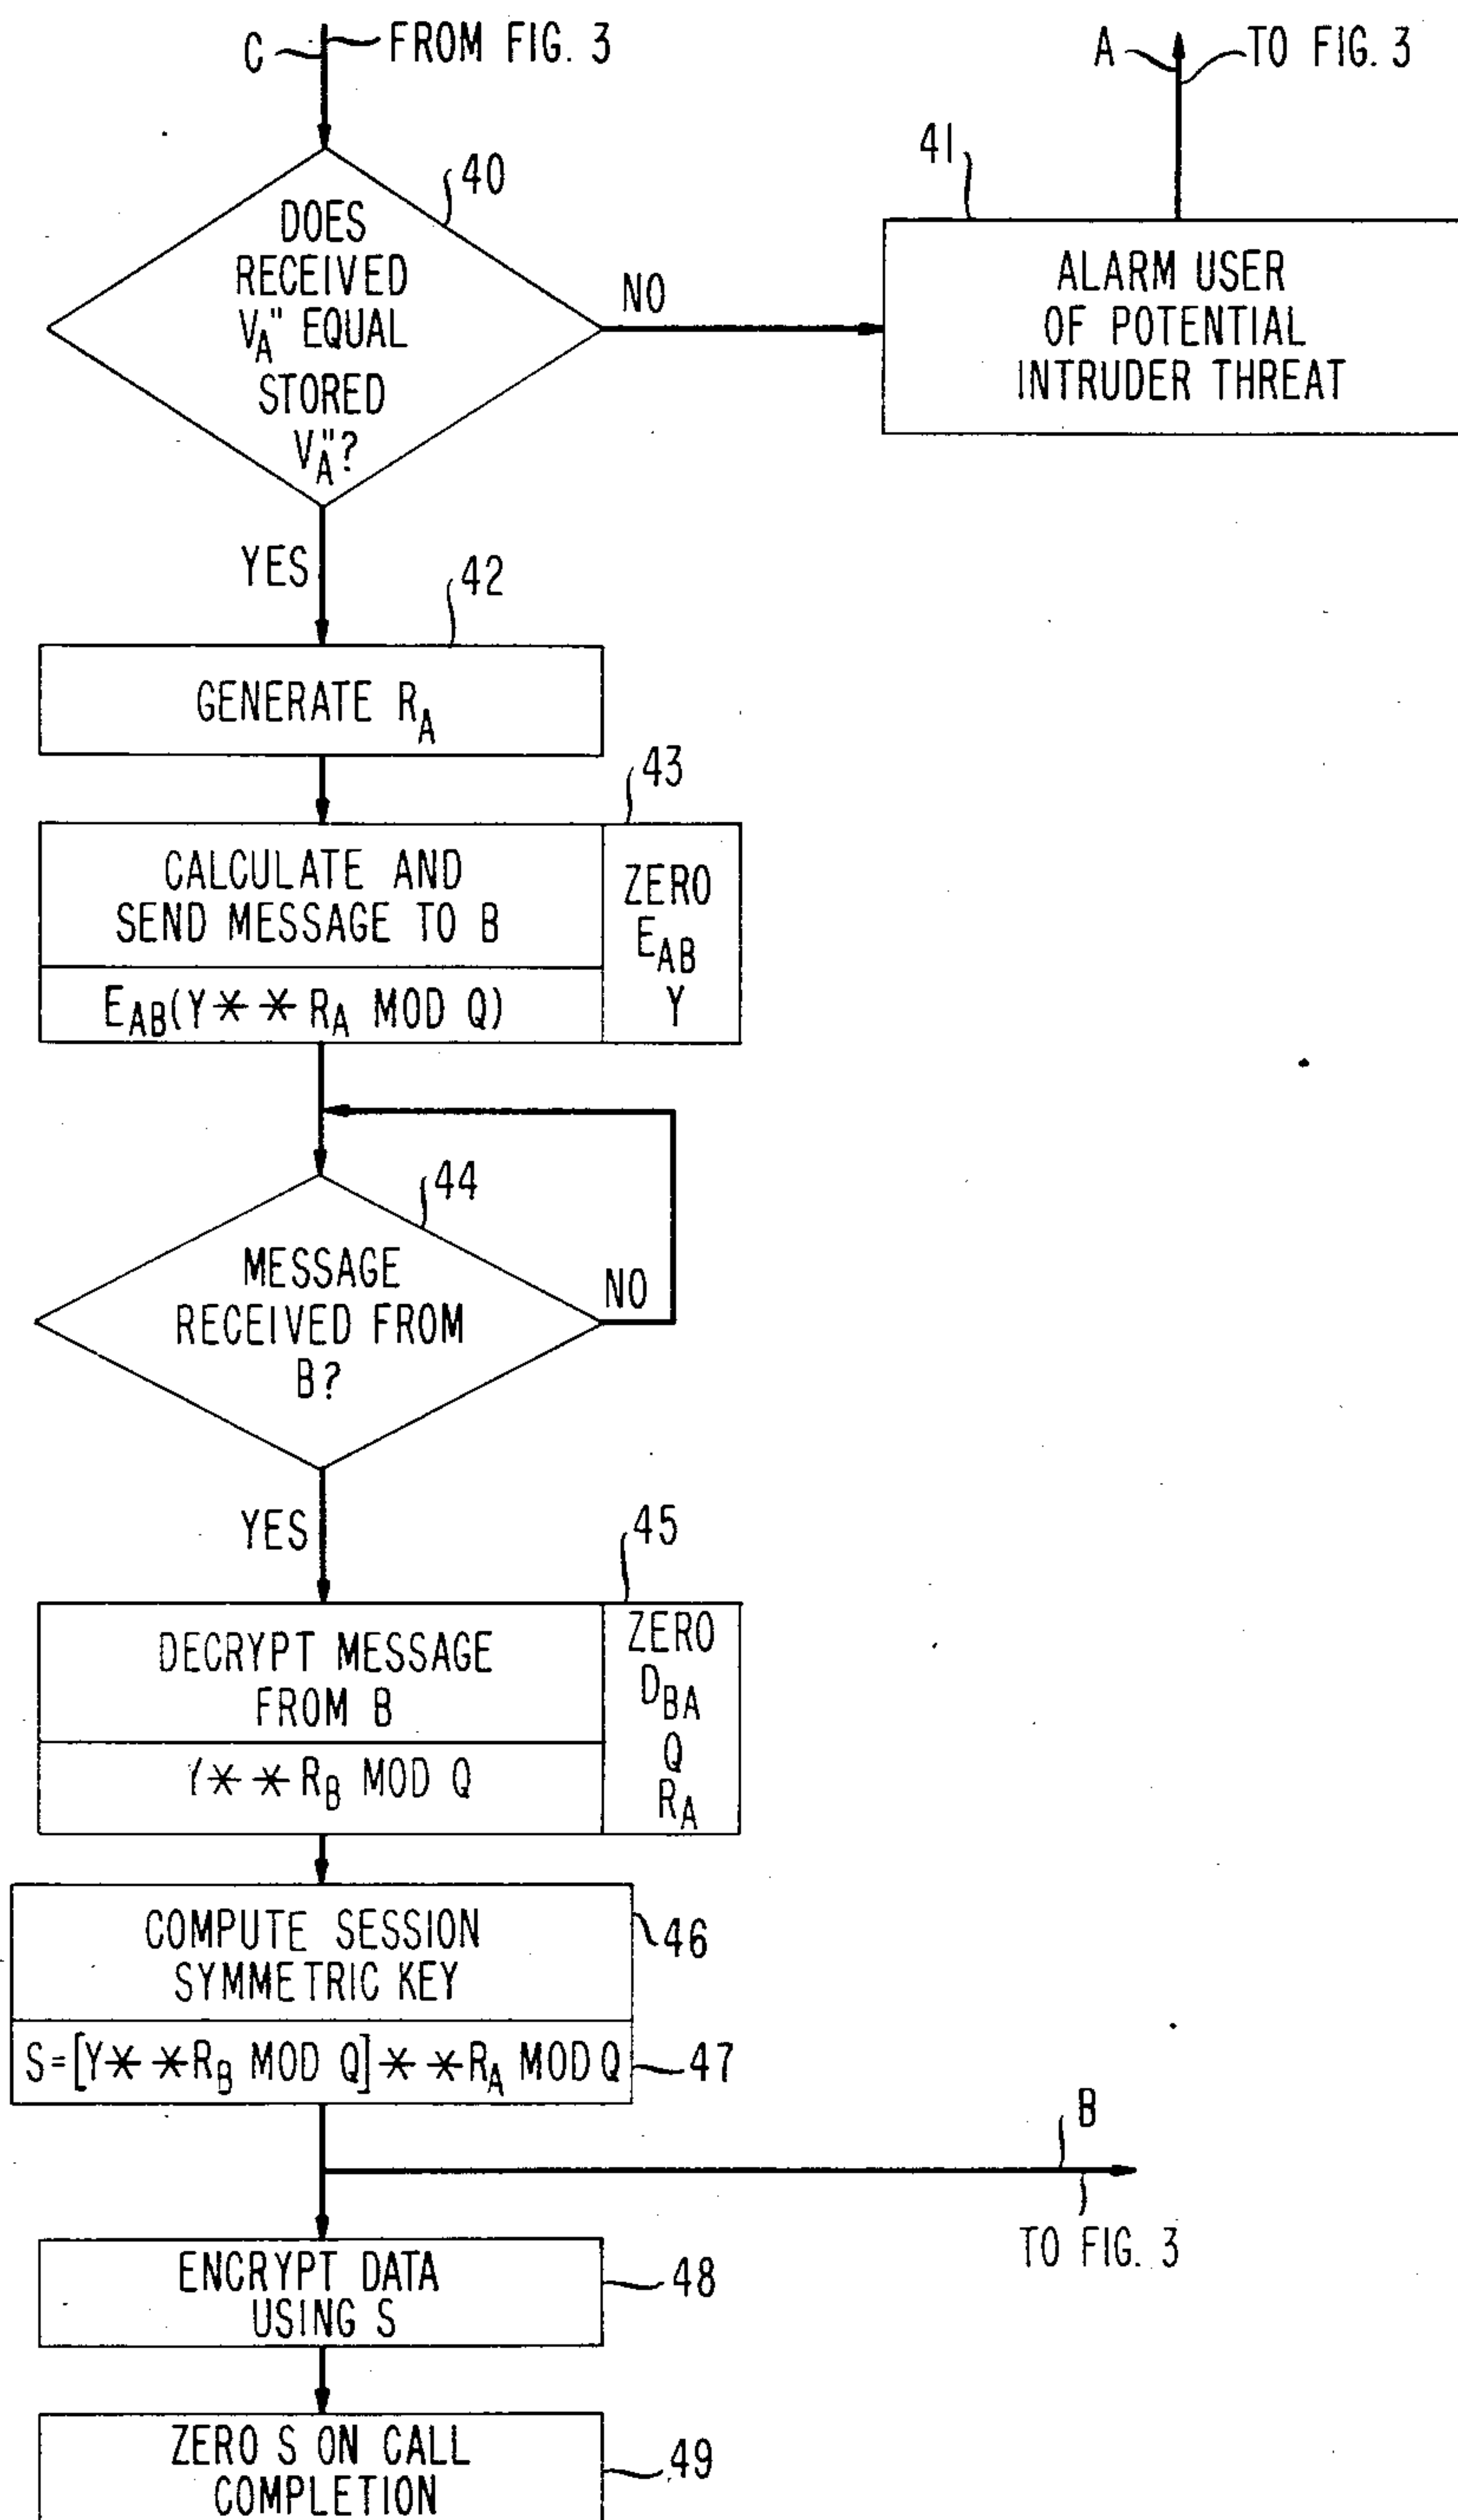 C
FROM FIG. 3
A
TO FIG. 3
40
DOES
RECEIVED
V_A" EQUAL
STORED
V_A"?
NO
41
ALARM USER
OF POTENTIAL
INTRUDER THREAT
YES
42
GENERATE R_A
43
CALCULATE AND
SEND MESSAGE TO B
E_AB(Y** R_A MOD Q)
ZERO
E_AB
Y
44
MESSAGE
RECEIVED FROM
B?
NO
YES
45
DECRYPT MESSAGE
FROM B
Y** R_B MOD Q
ZERO
D_BA
Q
R_A
COMPUTE SESSION
SYMMETRIC KEY
46
S=[Y**R_B MOD Q]**R_A MOD Q
47
B
TO FIG. 3
ENCRYPT DATA
USING S
48
ZERO S ON CALL
COMPLETION
49